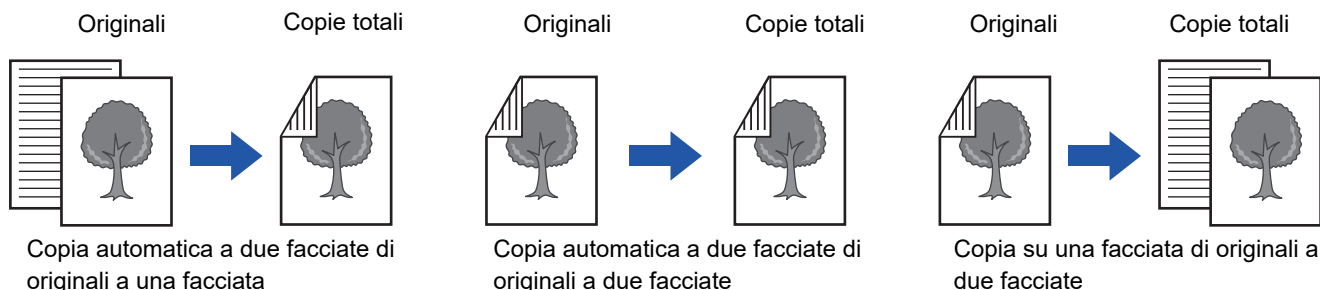 Originali
Copie totali
Copia automatica a due facciate di
originali a una facciata
Originali
Copie totali
Copia automatica a due facciate di
originali a due facciate
Originali
Copie totali
Copia su una facciata di originali a
due facciate